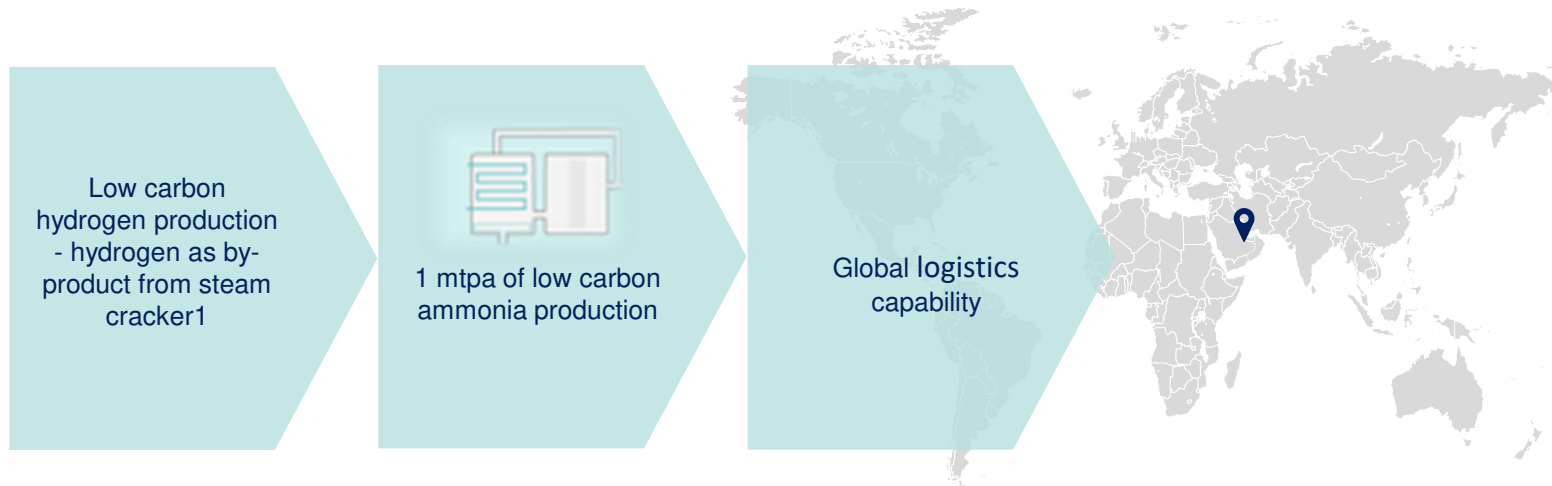 Low carbon
hydrogen production
- hydrogen as by-
product from steam
cracker1
1 mtpa of low carbon
ammonia production
Global logistics
capability